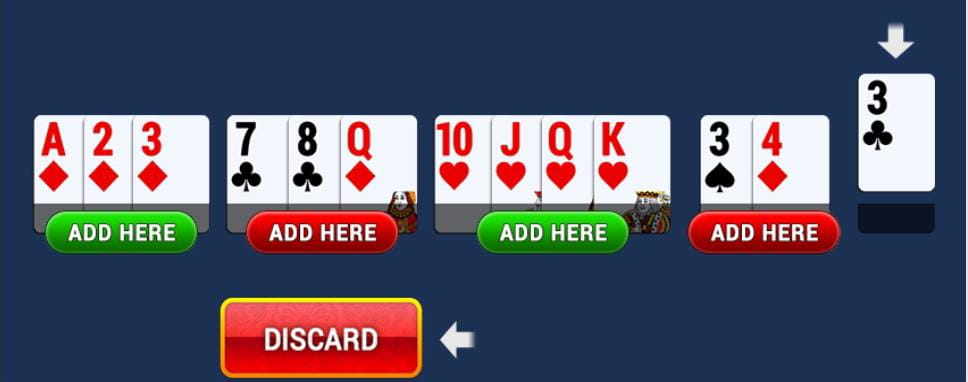 3
A 2 3 7 8 Q 10 J Q K 3 4
ADD HERE ADD HERE ADD HERE ADD HERE
DISCARD